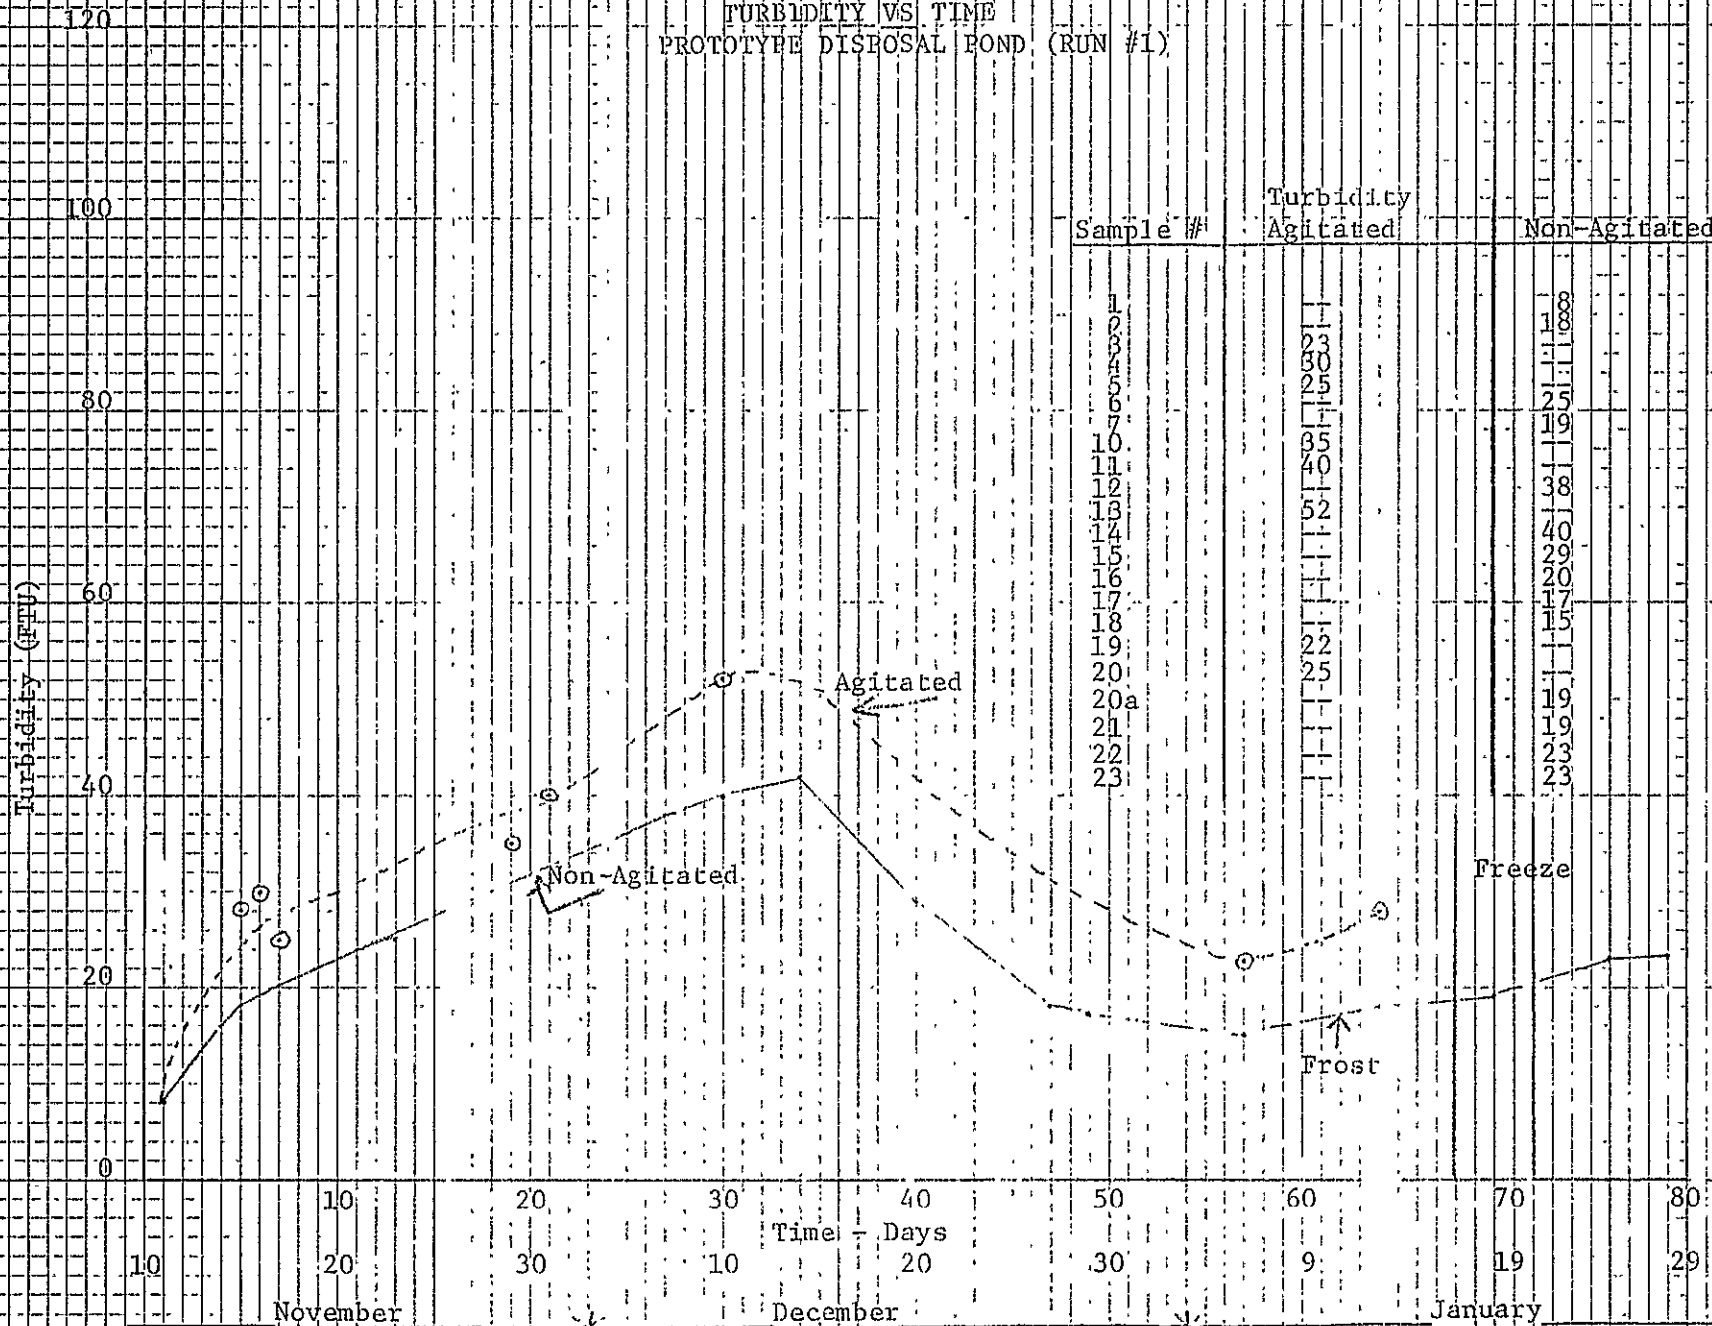 120
TURBIDITY VS TIME
PROTOTYPE DISPOSAL POND (RUN #1)
100
Turbidity
Sample # Agitated Non-Agitated
1 -- 8
2 -- 18
3 23 --
4 30 --
5 25 --
6 -- 25
7 -- 19
10 35 --
11 40 --
12 -- 38
13 52 --
14 -- 40
15 -- 29
16 -- 20
17 -- 17
18 -- 15
19 22 --
20 25 --
20a -- 19
21 -- 19
22 -- 23
23 -- 23
80
60
40
20
0
Turbidity (FTU)
Agitated
Non-Agitated
Freeze
Frost
10 20 30 40 50 60 70 80
Time - Days
10 20 30 10 20 30 9 19 29
November December January